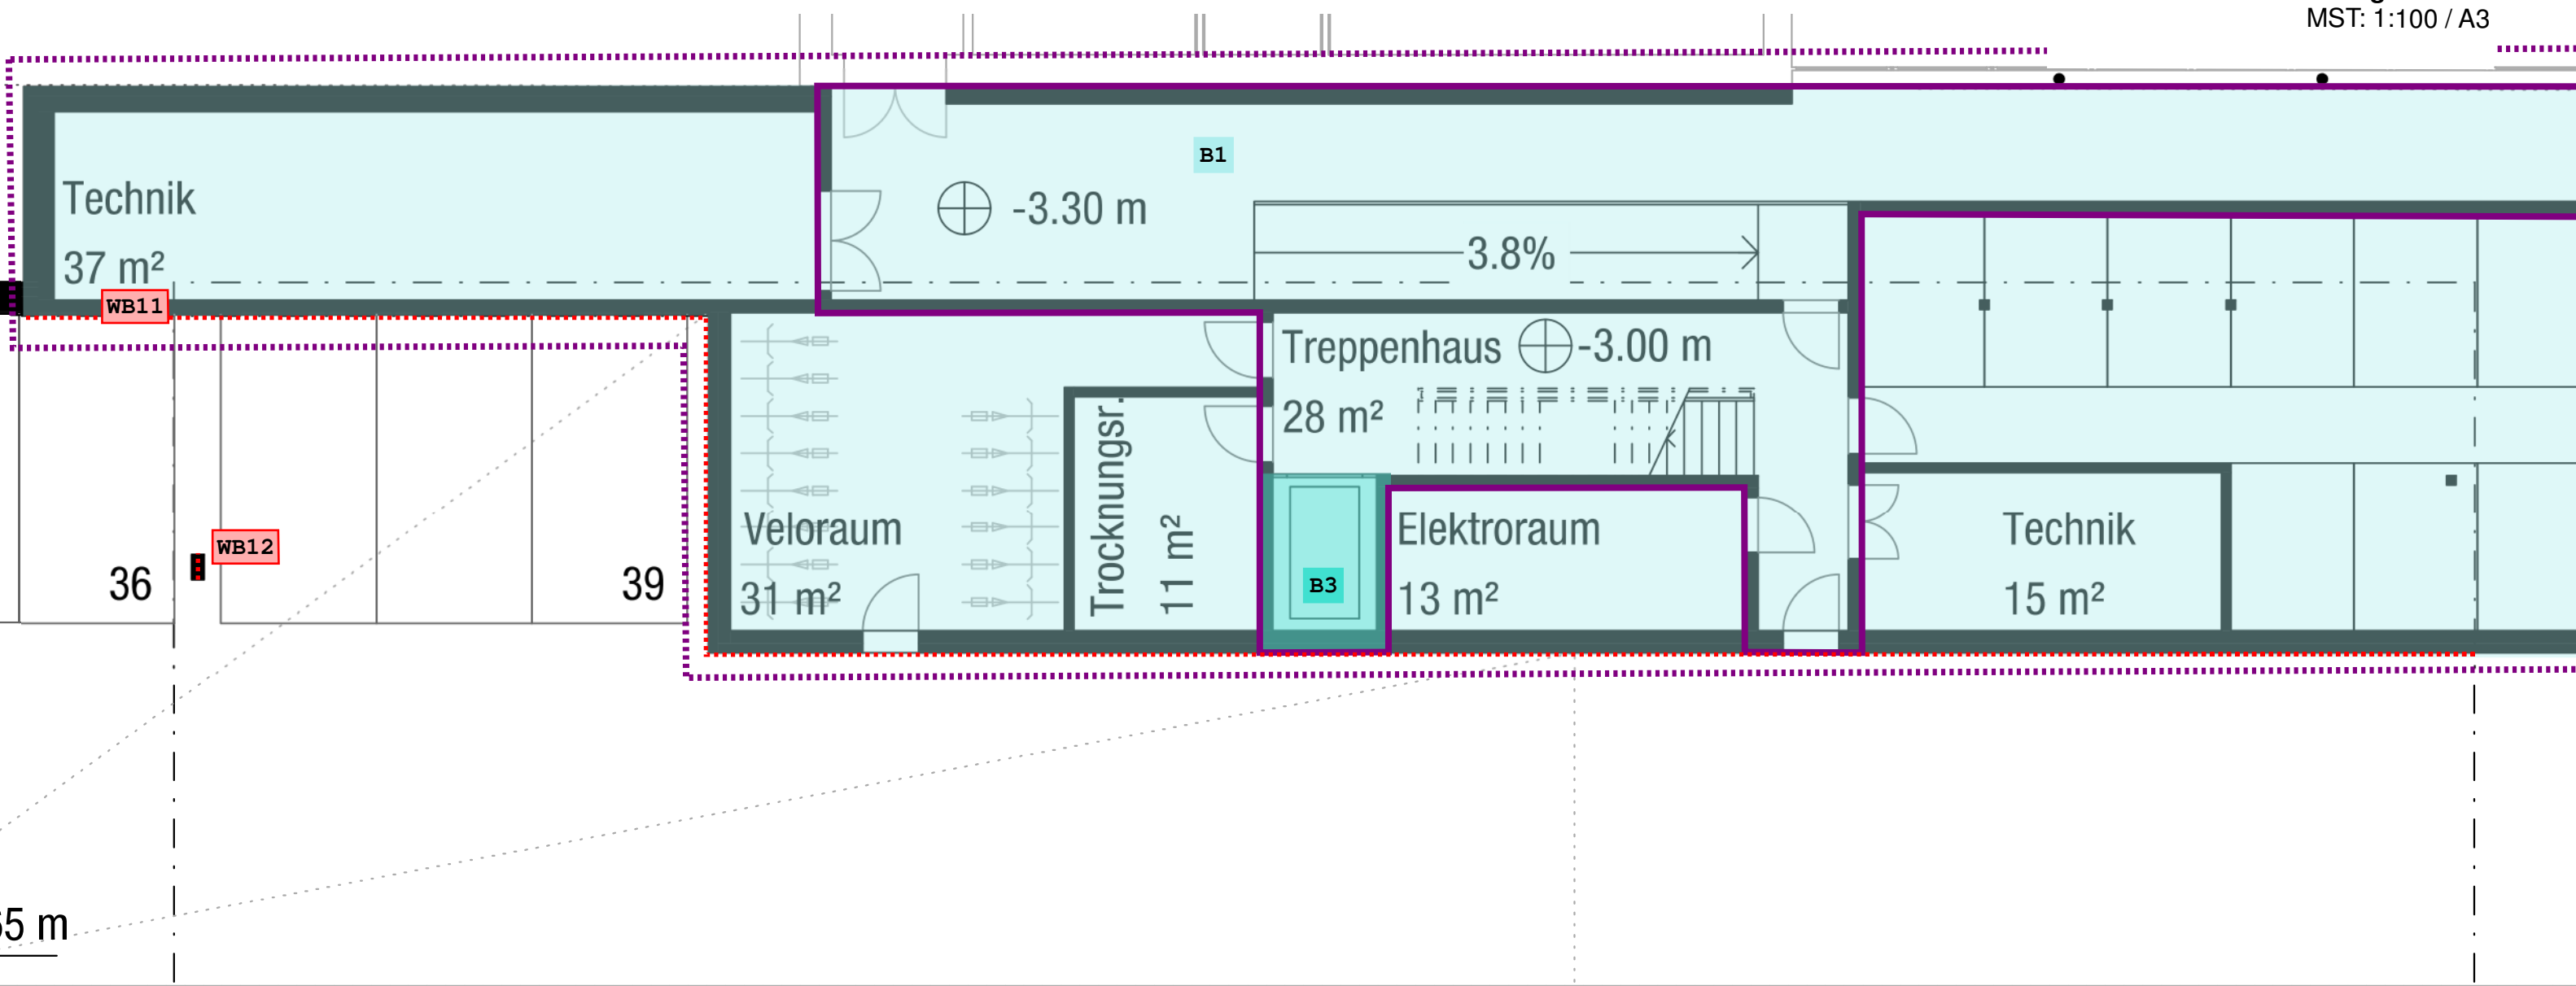 MST: 1:100 / A3
B1
Technik
37 m²
-3.30 m
3.8%
WB11
Treppenhaus
-3.00 m
28 m²
Trocknungsr.
11 m²
Veloraum
31 m²
Elektroraum
13 m²
Technik
15 m²
WB12
B3
36
39
5 m